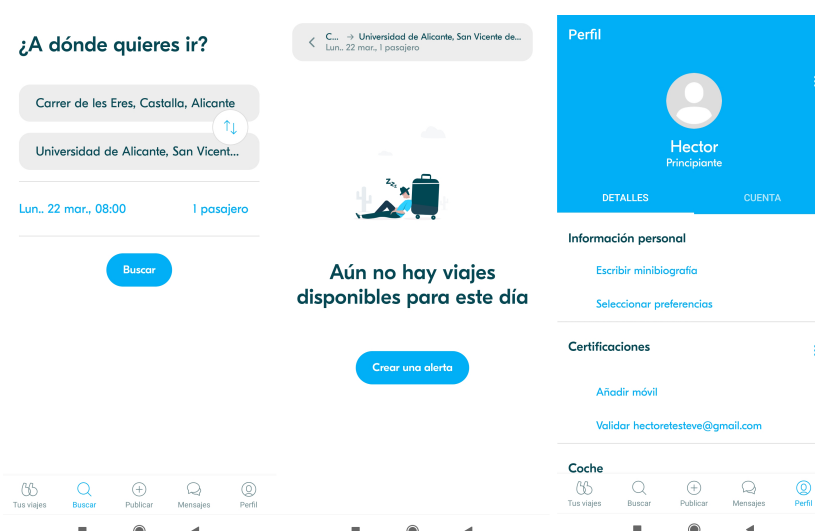 ¿A dónde quieres ir?
Carrer de les Eres, Castalla, Alicante
Universidad de Alicante, San Vicent...
Lun.. 22 mar., 08:00
1 pasajero
Buscar
Tus viajes
Buscar
Publicar
Mensajes
Perfil
C... → Universidad de Alicante, San Vicente de...
Lun.. 22 mar., 1 pasajero
zzz
Aún no hay viajes
disponibles para este día
Crear una alerta
Perfil
Hector
Principiante
DETALLES
CUENTA
Información personal
Escribir minibiografía
Seleccionar preferencias
Certificaciones
Añadir móvil
Validar hectoretesteve@gmail.com
Coche
Tus viajes
Buscar
Publicar
Mensajes
Perfil